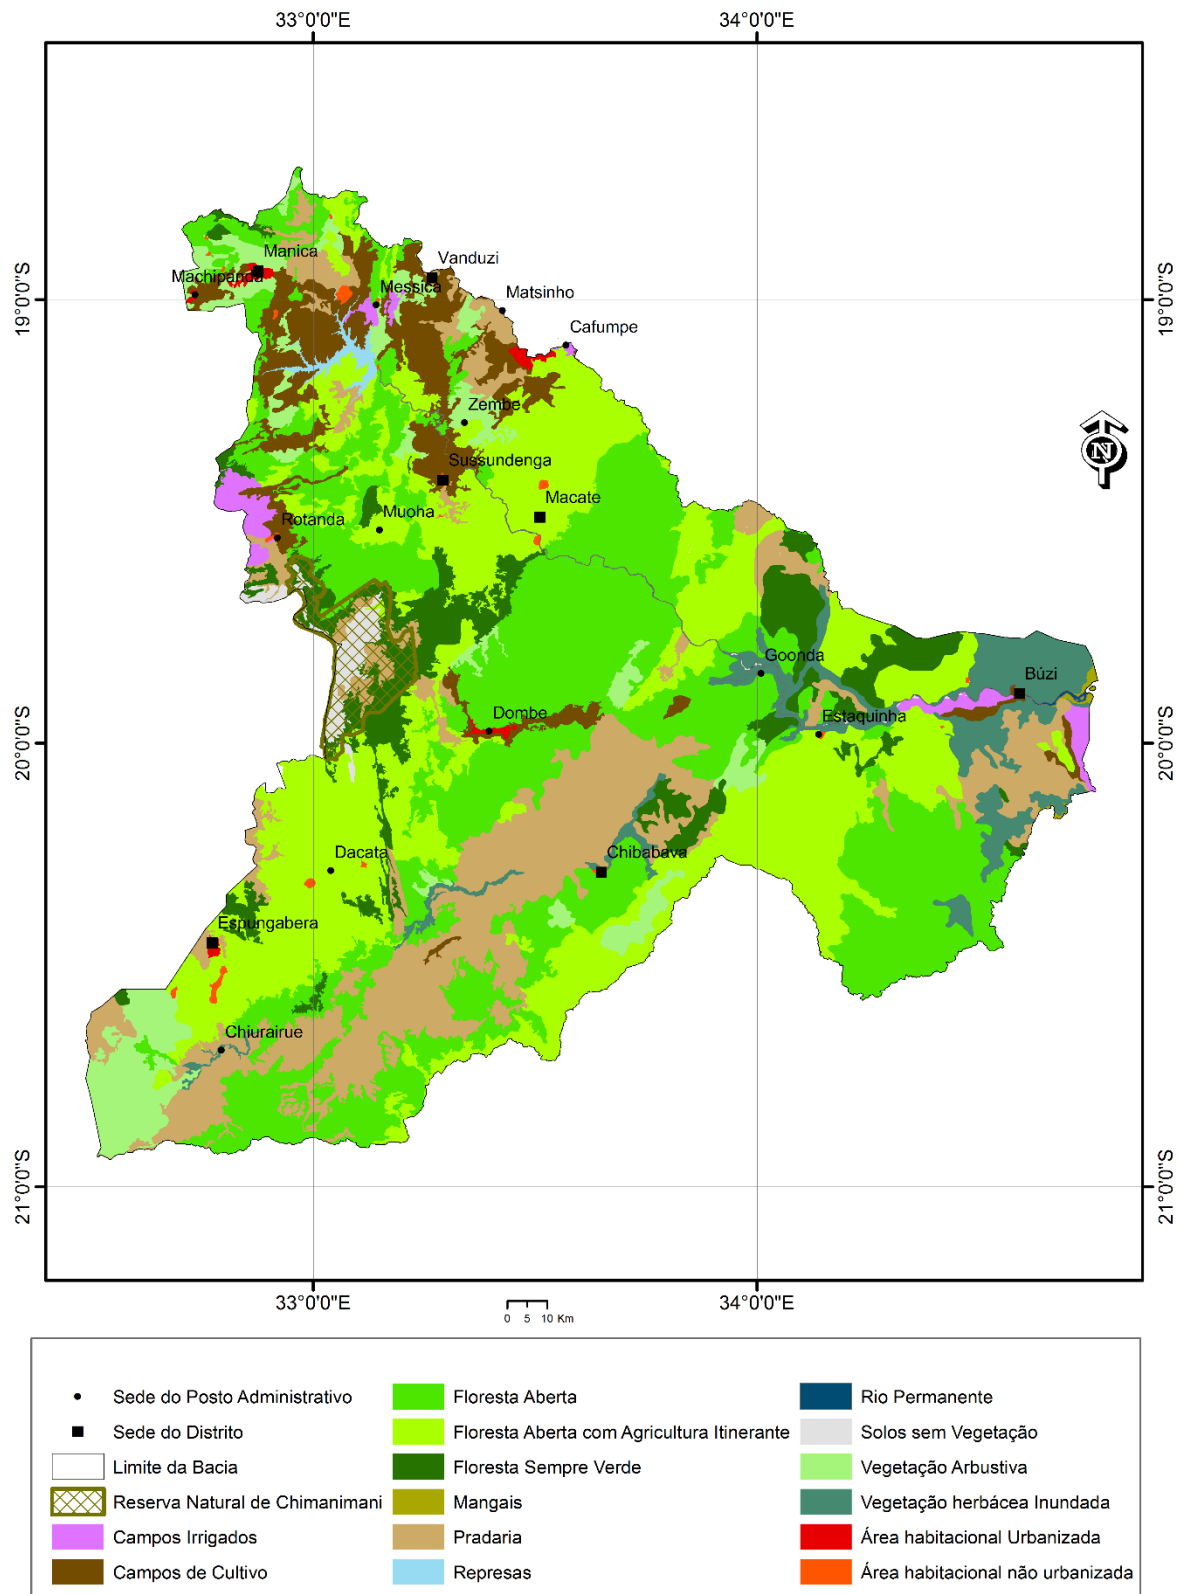 33°0'0"E
34°0'0"E
Manica
Vanduzi
Machipanda
Messica
Matsinho
19°0'0"S
19°0'0"S
Cafumpe
Zembe
N
Sussundenga
Macate
Rotanda
Muoha
Goonda
Búzi
Dombe
Estaquinha
20°0'0"S
20°0'0"S
Dacata
Chibabava
Espungabera
Chiurairue
21°0'0"S
21°0'0"S
33°0'0"E
34°0'0"E
0 5 10 Km
Sede do Posto Administrativo
Sede do Distrito
Limite da Bacia
Reserva Natural de Chimanimani
Campos Irrigados
Campos de Cultivo
Floresta Aberta
Floresta Aberta com Agricultura Itinerante
Floresta Sempre Verde
Mangais
Pradaria
Represas
Rio Permanente
Solos sem Vegetação
Vegetação Arbustiva
Vegetação herbácea Inundada
Área habitacional Urbanizada
Área habitacional não urbanizada